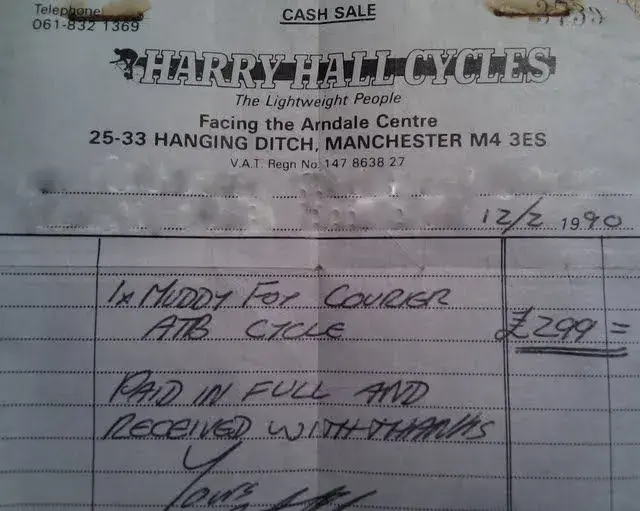 Telephone
061-832 1369
CASH SALE
HARRY HALL CYCLES
The Lightweight People
Facing the Arndale Centre
25-33 HANGING DITCH, MANCHESTER M4 3ES
V.A.T. Regn No. 147 8638 27
12/2 1990
1x MUDDY FOX COURIER
ATB CYCLE £299 =
PAID IN FULL AND
RECEIVED WITH THANKS
Yours